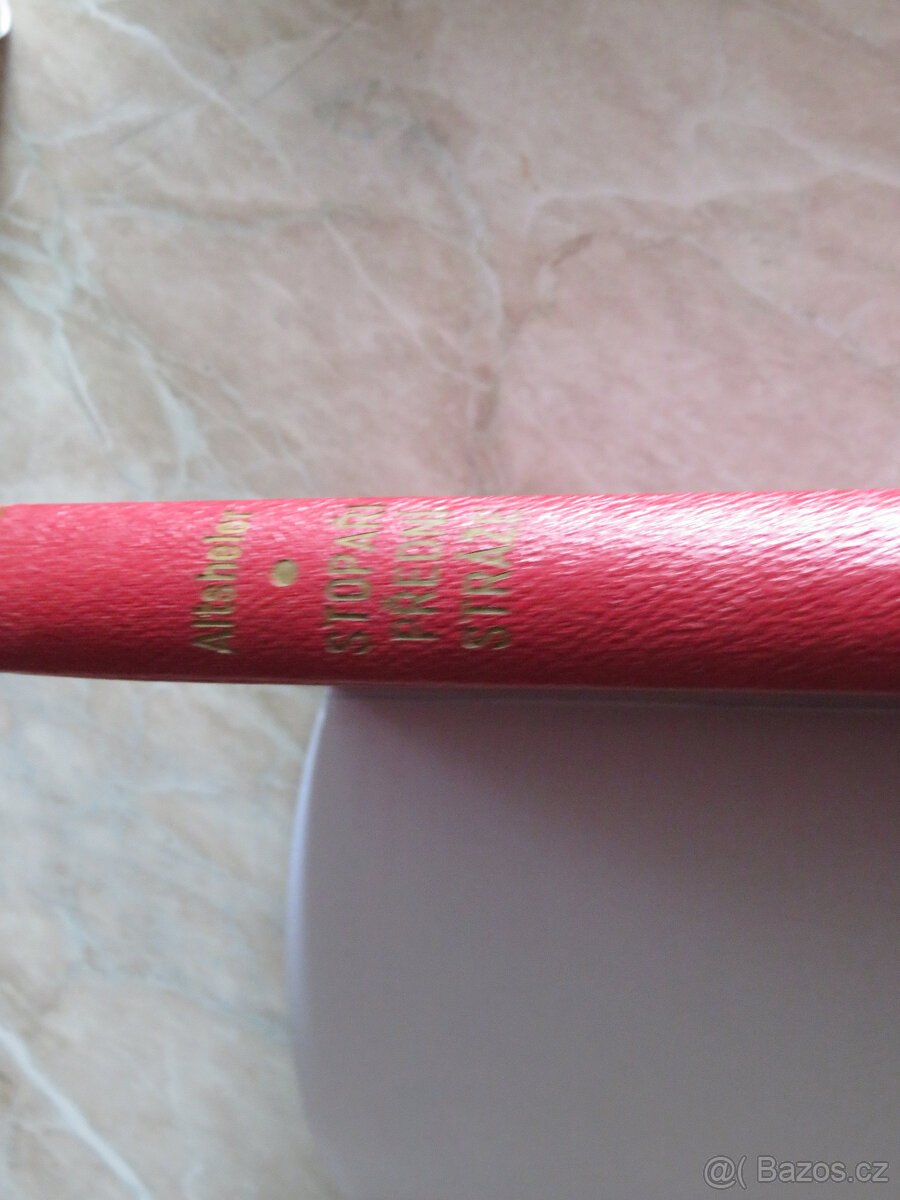 Altsheler
STOPAŘI
PŘEDNÍ
STRÁŽE
@( Bazos.cz